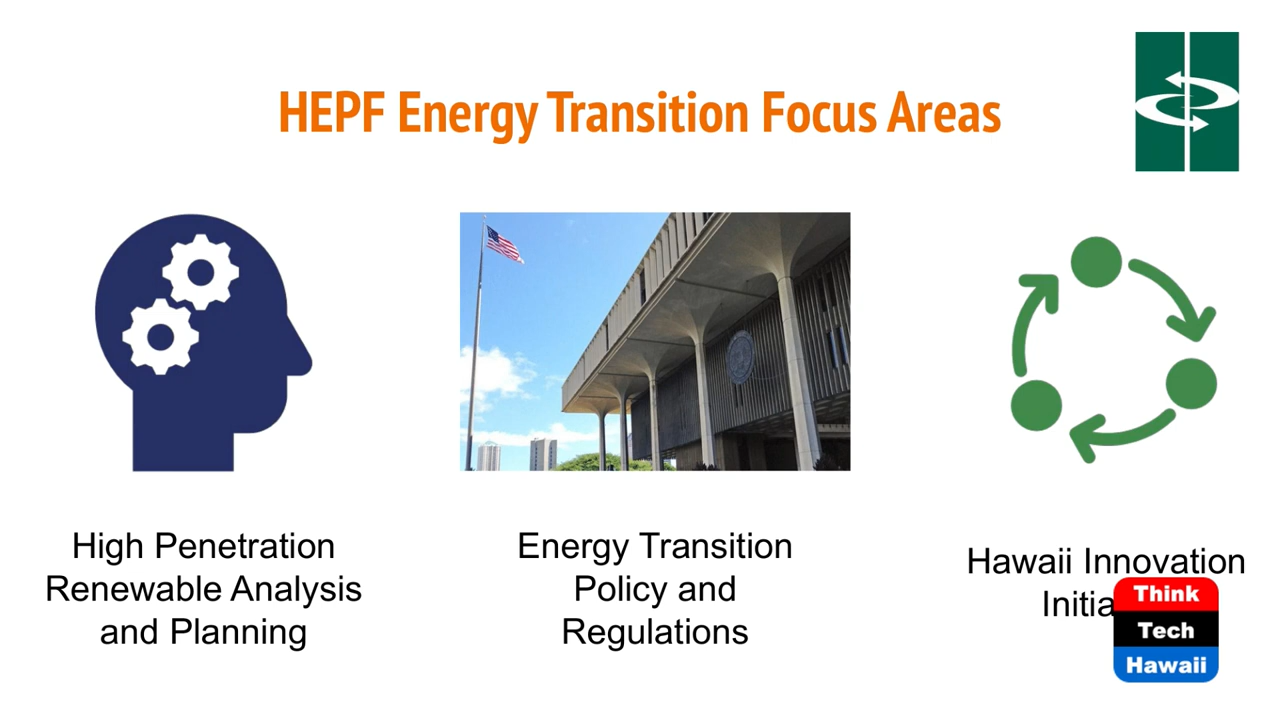 HEPF Energy Transition Focus Areas
High Penetration
Renewable Analysis
and Planning
Energy Transition
Policy and
Regulations
Hawaii Innovation
Think
Tech
Hawaii